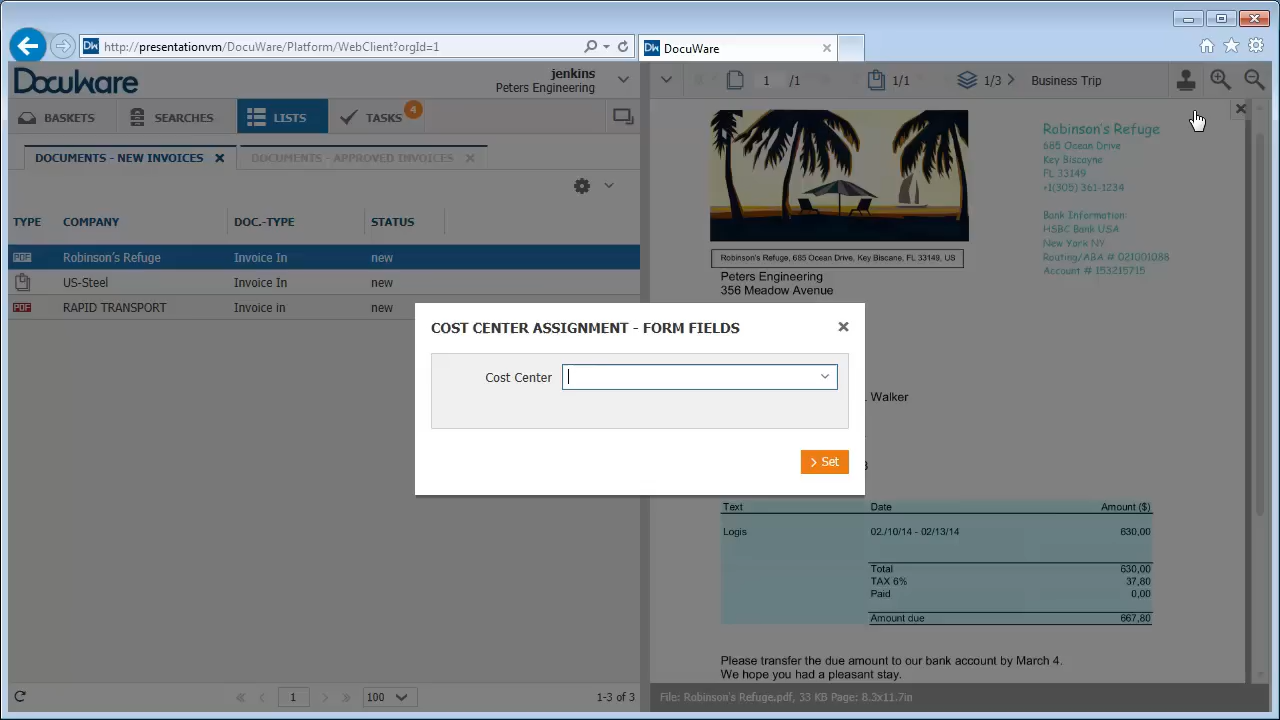 http://presentationvm/DocuWare/Platform/WebClient?orgId=1
DW DocuWare
DocuWare
jenkins
Peters Engineering
BASKETS
SEARCHES
LISTS
TASKS 4
DOCUMENTS - NEW INVOICES
DOCUMENTS - APPROVED INVOICES
TYPE COMPANY DOC.-TYPE STATUS
PDF Robinson's Refuge Invoice In new
US-Steel Invoice In new
PDF RAPID TRANSPORT Invoice in new
1 100 1-3 of 3
1 /1 1/1 1/3 Business Trip
Robinson's Refuge
685 Ocean Drive
Key Biscayne
FL 33149
+1(305) 361-1234
Bank Information:
HSBC Bank USA
New York NY
Routing/ABA # 021001088
Account # 153215715
Robinson's Refuge, 685 Ocean Drive, Key Biscane, FL 33149, US
Peters Engineering
356 Meadow Avenue
COST CENTER ASSIGNMENT - FORM FIELDS
Cost Center
Set
Walker
Text Date Amount ($)
Logis 02./10/14 - 02/13/14 630,00
Total 630,00
TAX 6% 37,80
Paid 0,00
Amount due 667,80
Please transfer the due amount to our bank account by March 4.
We hope you had a pleasant stay.
File: Robinson's Refuge.pdf, 33 KB Page: 8.3x11.7in